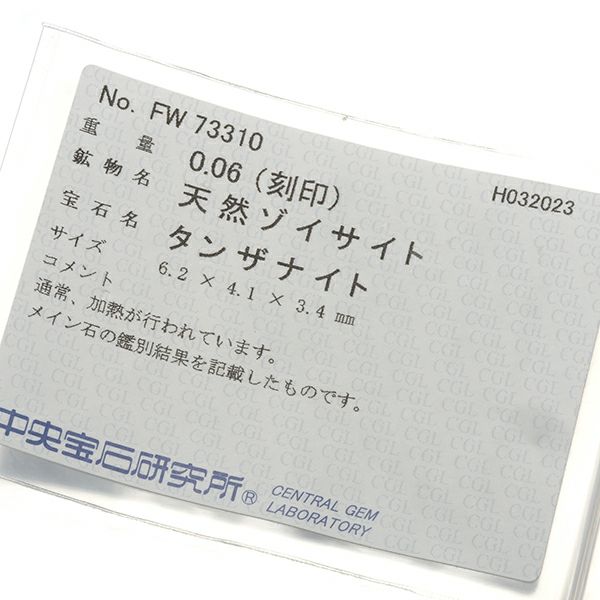 No. FW 73310
H032023
重量 0.06 (刻印)
鉱物名 天然ゾイサイト
宝石名 タンザナイト
サイズ 6.2 × 4.1 × 3.4 mm
コメント
通常、加熱が行われています。
メイン石の鑑別結果を記載したものです。
中央宝石研究所® CENTRAL GEM
LABORATORY